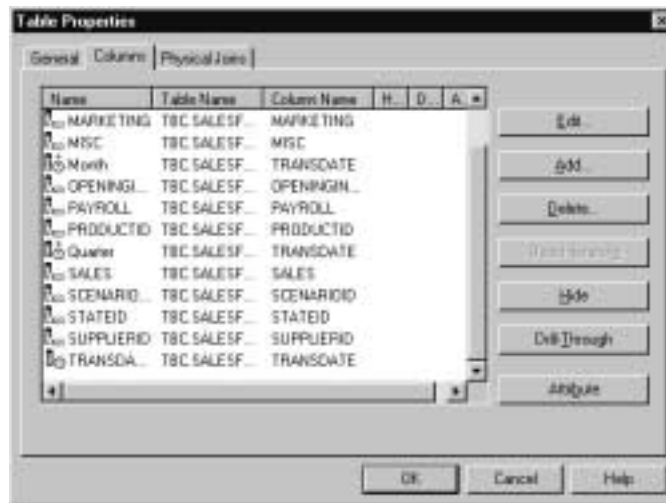 Table Properties
General Columns Physical Joins
Name Table Name Column Name H... D... A...
MARKETING TBC.SALESF... MARKETING
MISC TBC.SALESF... MISC
Month TBC.SALESF... TRANSDATE
OPENINGI... TBC.SALESF... OPENINGIN...
PAYROLL TBC.SALESF... PAYROLL
PRODUCTID TBC.SALESF... PRODUCTID
Quarter TBC.SALESF... TRANSDATE
SALES TBC.SALESF... SALES
SCENARIO... TBC.SALESF... SCENARIOID
STATEID TBC.SALESF... STATEID
SUPPLIERID TBC.SALESF... SUPPLIERID
TRANSDA... TBC.SALESF... TRANSDATE
Edit...
Add...
Delete...
Hide
Drill-Through
Attribute
OK
Cancel
Help